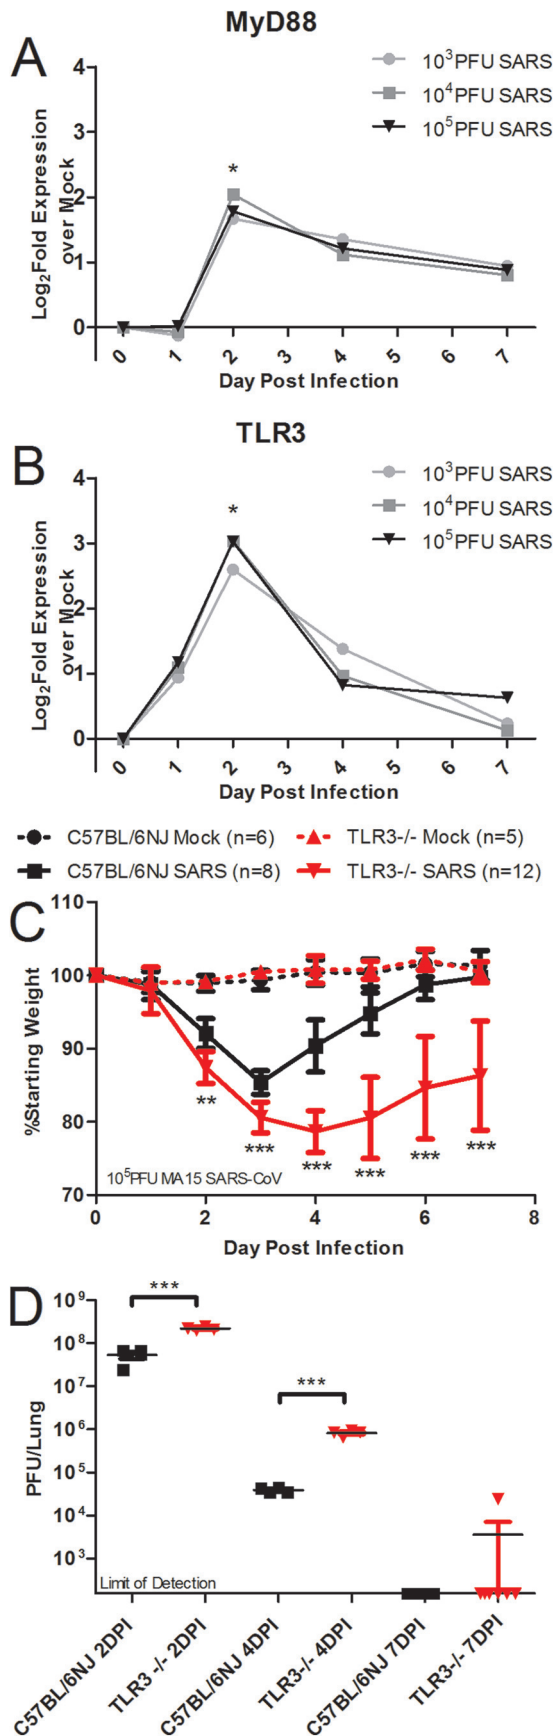 MyD88
A
10³PFU SARS
10⁴PFU SARS
10⁵PFU SARS
Log₂Fold Expression
over Mock
4
3
2
1
0
*
0 1 2 3 4 5 6 7
Day Post Infection
TLR3
B
10³PFU SARS
10⁴PFU SARS
10⁵PFU SARS
Log₂Fold Expression
over Mock
4
3
2
1
0
*
0 1 2 3 4 5 6 7
Day Post Infection
C57BL/6NJ Mock (n=6) TLR3-/- Mock (n=5)
C57BL/6NJ SARS (n=8) TLR3-/- SARS (n=12)
C
%Starting Weight
110
100
90
80
70
** *** *** *** *** ***
10⁵PFU MA15 SARS-CoV
0 2 4 6 8
Day Post Infection
D
PFU/Lung
10⁹
10⁸
10⁷
10⁶
10⁵
10⁴
10³
***
***
Limit of Detection
C57BL/6NJ 2DPI
TLR3 -/- 2DPI
C57BL/6NJ 4DPI
TLR3-/- 4DPI
C57BL/6NJ 7DPI
TLR3-/- 7DPI